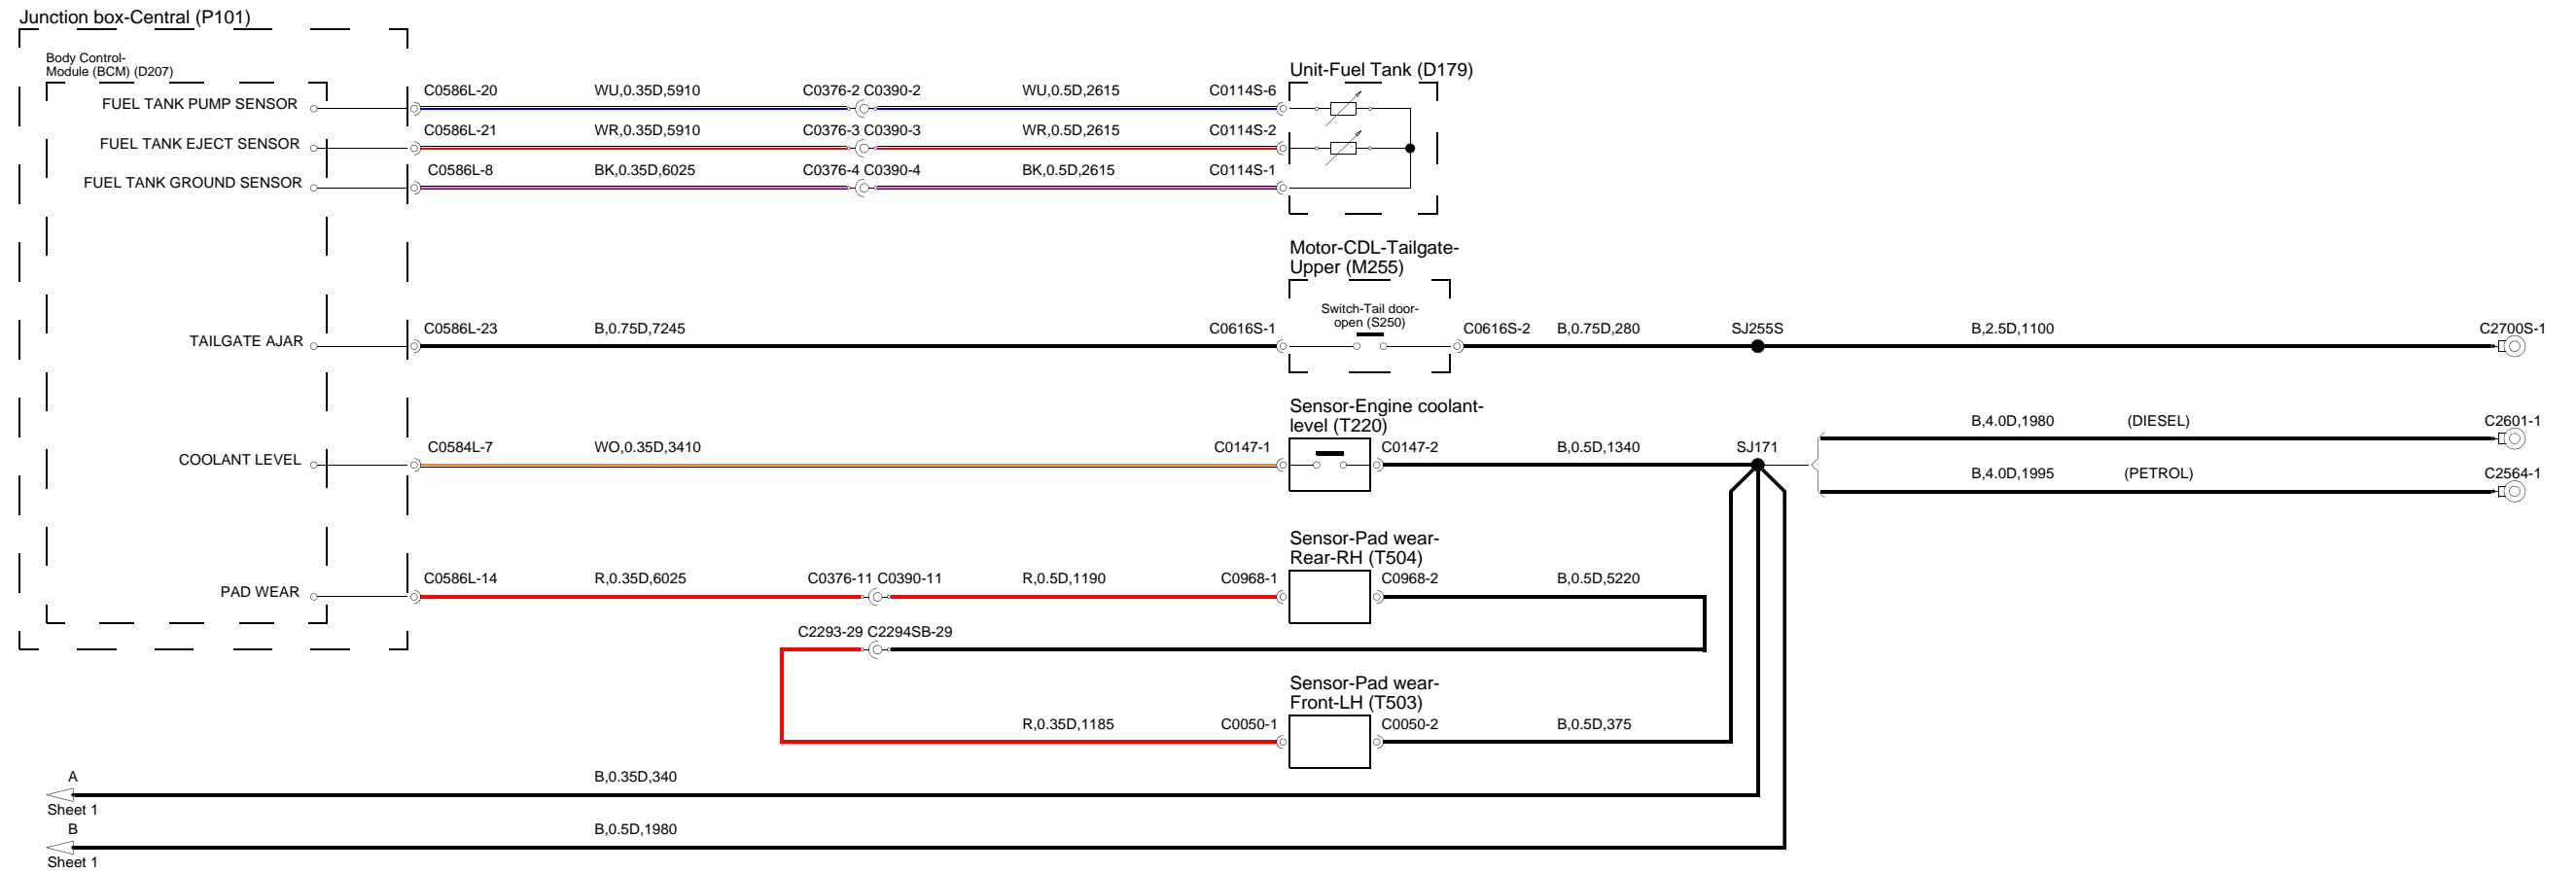 Junction box-Central (P101)
Body Control-
Module (BCM) (D207)
Unit-Fuel Tank (D179)
FUEL TANK PUMP SENSOR
C0586L-20
WU,0.35D,5910
C0376-2 C0390-2
WU,0.5D,2615
C0114S-6
FUEL TANK EJECT SENSOR
C0586L-21
WR,0.35D,5910
C0376-3 C0390-3
WR,0.5D,2615
C0114S-2
FUEL TANK GROUND SENSOR
C0586L-8
BK,0.35D,6025
C0376-4 C0390-4
BK,0.5D,2615
C0114S-1
Motor-CDL-Tailgate-
Upper (M255)
Switch-Tail door-
open (S250)
TAILGATE AJAR
C0586L-23
B,0.75D,7245
C0616S-1
C0616S-2
B,0.75D,280
SJ255S
B,2.5D,1100
C2700S-1
Sensor-Engine coolant-
level (T220)
COOLANT LEVEL
C0584L-7
WO,0.35D,3410
C0147-1
C0147-2
B,0.5D,1340
SJ171
B,4.0D,1980
(DIESEL)
C2601-1
B,4.0D,1995
(PETROL)
C2564-1
Sensor-Pad wear-
Rear-RH (T504)
PAD WEAR
C0586L-14
R,0.35D,6025
C0376-11 C0390-11
R,0.5D,1190
C0968-1
C0968-2
B,0.5D,5220
C2293-29 C2294SB-29
Sensor-Pad wear-
Front-LH (T503)
R,0.35D,1185
C0050-1
C0050-2
B,0.5D,375
A
B,0.35D,340
Sheet 1
B
B,0.5D,1980
Sheet 1